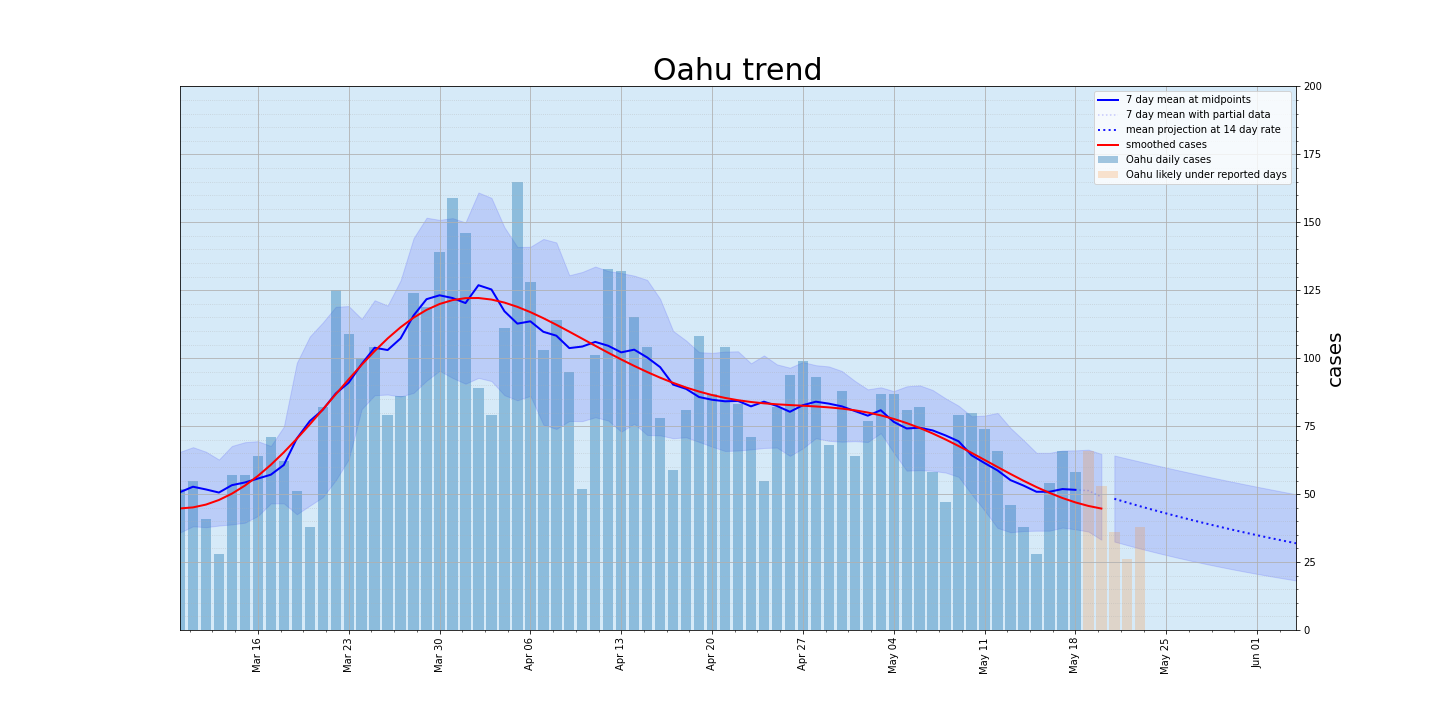 Oahu trend
7 day mean at midpoints
7 day mean with partial data
mean projection at 14 day rate
smoothed cases
Oahu daily cases
Oahu likely under reported days
200
175
150
125
100
75
50
25
0
cases
Mar 16
Mar 23
Mar 30
Apr 06
Apr 13
Apr 20
Apr 27
May 04
May 11
May 18
May 25
Jun 01